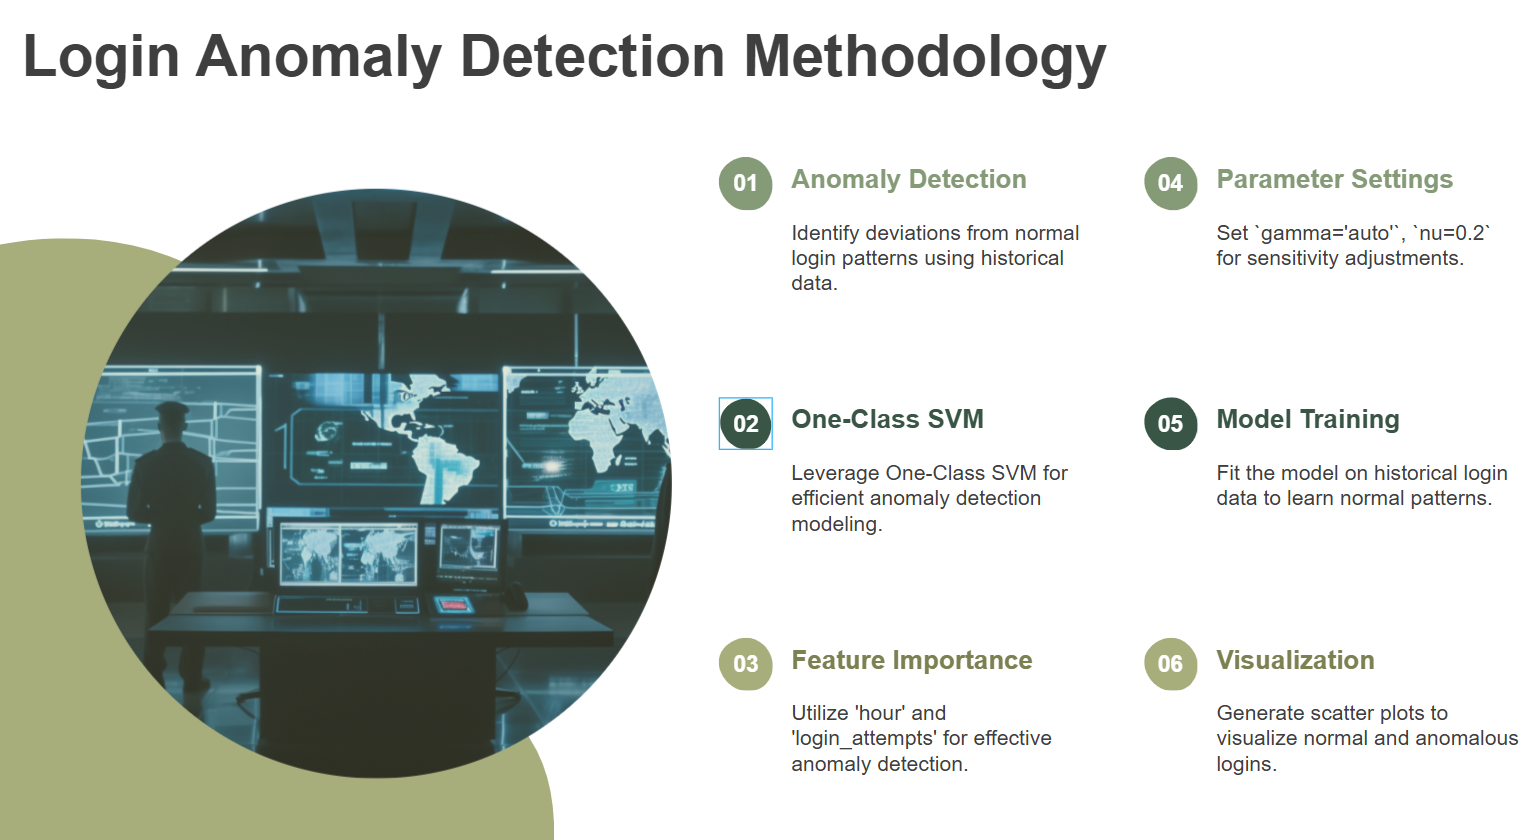 Login Anomaly Detection Methodology
01
Anomaly Detection
Identify deviations from normal
login patterns using historical
data.
02
One-Class SVM
Leverage One-Class SVM for
efficient anomaly detection
modeling.
03
Feature Importance
Utilize 'hour' and
'login_attempts' for effective
anomaly detection.
04
Parameter Settings
Set `gamma='auto'`, `nu=0.2`
for sensitivity adjustments.
05
Model Training
Fit the model on historical login
data to learn normal patterns.
06
Visualization
Generate scatter plots to
visualize normal and anomalous
logins.